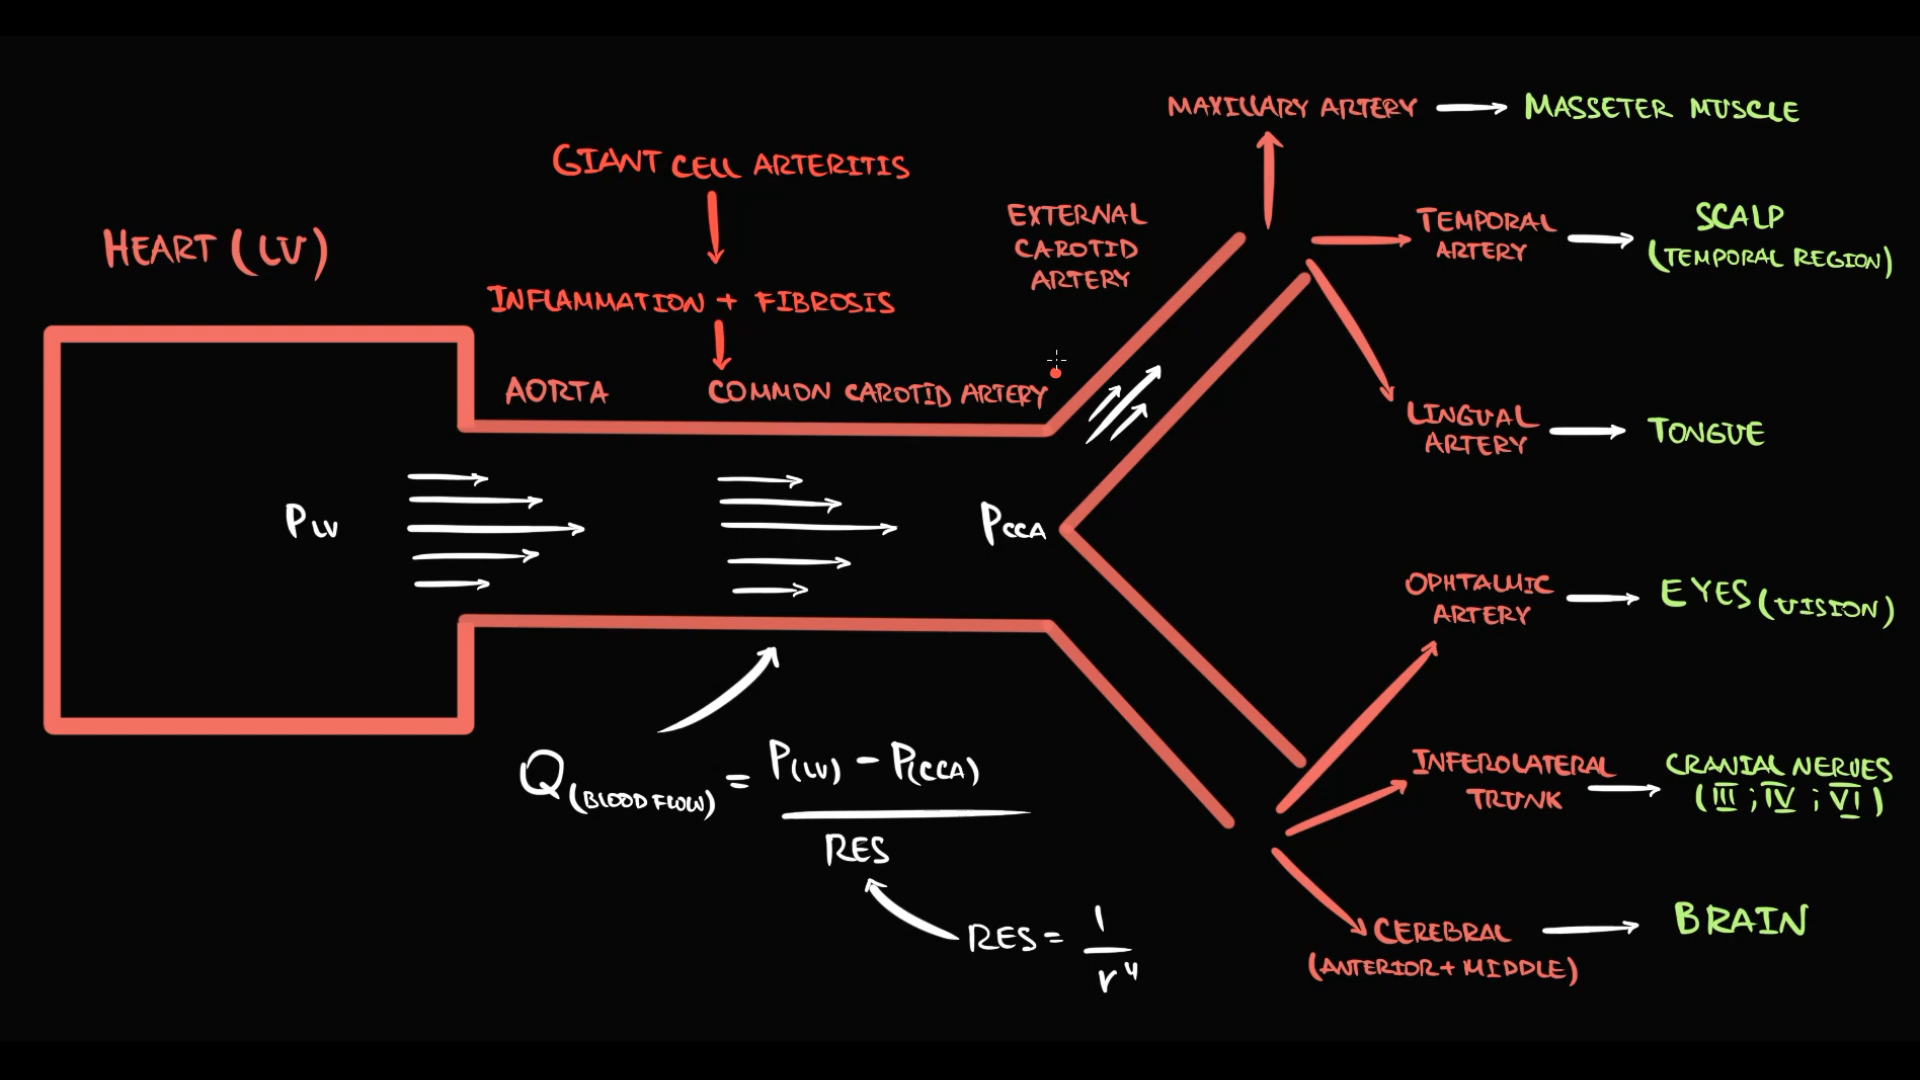 HEART (LV)
GIANT CELL ARTERITIS
INFLAMMATION + FIBROSIS
AORTA
COMMON CAROTID ARTERY
EXTERNAL
CAROTID
ARTERY
P LV
P CCA
Q (BLOOD FLOW) = P(LV) - P(CCA)
RES
RES = 1
r4
MAXILLARY ARTERY
MASSETER MUSCLE
TEMPORAL
ARTERY
SCALP
(TEMPORAL REGION)
LINGUAL
ARTERY
TONGUE
OPHTALMIC
ARTERY
EYES (VISION)
INFEROLATERAL
TRUNK
CRANIAL NERVES
(III ; IV ; VI)
CEREBRAL
(ANTERIOR + MIDDLE)
BRAIN